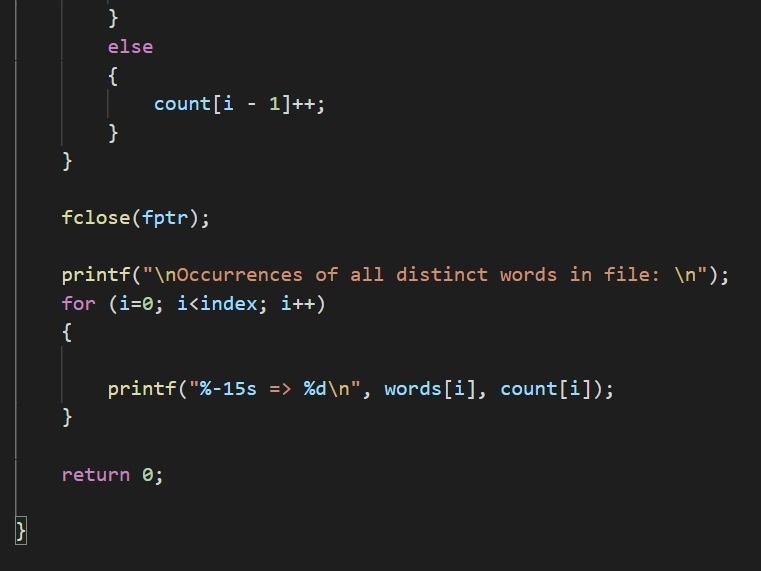 }
else
{
count[i - 1]++;
}
}
fclose(fptr);
printf("\nOccurrences of all distinct words in file: \n");
for (i=0; i<index; i++)
{
printf("%-15s => %d\n", words[i], count[i]);
}
return 0;
}